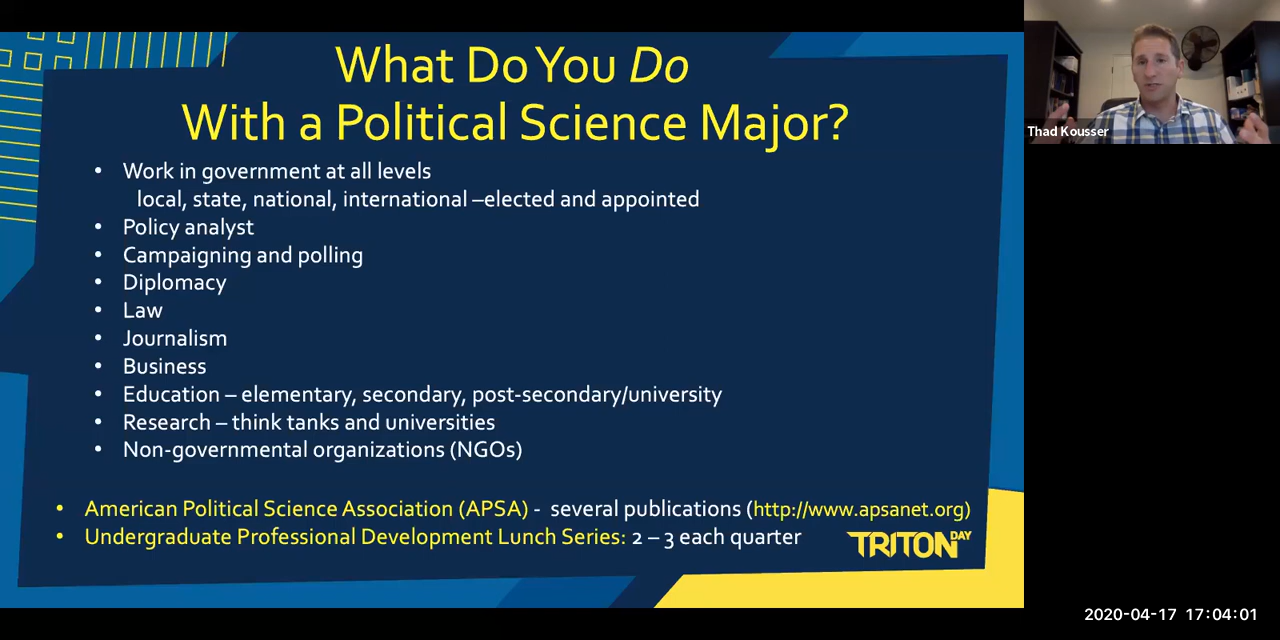 What Do You Do
With a Political Science Major?
• Work in government at all levels
local, state, national, international –elected and appointed
• Policy analyst
• Campaigning and polling
• Diplomacy
• Law
• Journalism
• Business
• Education – elementary, secondary, post-secondary/university
• Research – think tanks and universities
• Non-governmental organizations (NGOs)
• American Political Science Association (APSA) - several publications (http://www.apsanet.org)
• Undergraduate Professional Development Lunch Series: 2 – 3 each quarter
TRITON DAY
Thad Kousser
2020-04-17 17:04:01